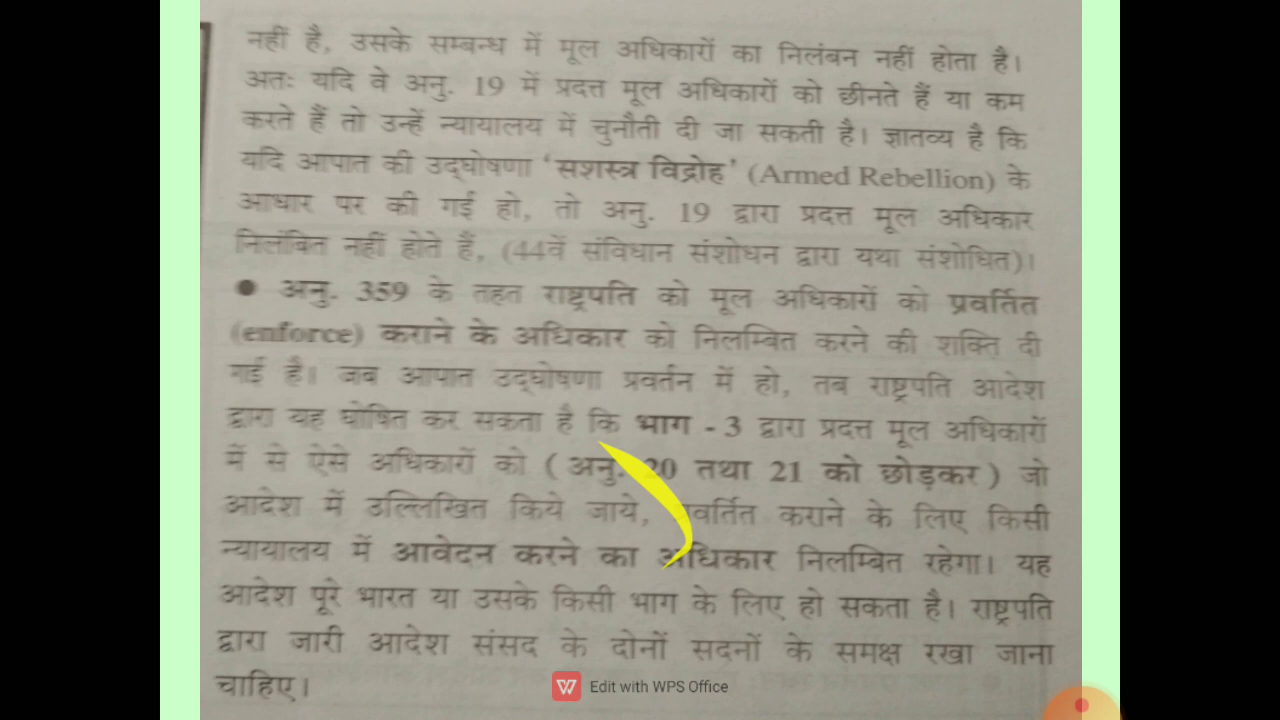 नहीं है, उसके सम्बन्ध में मूल अधिकारों का निलंबन नहीं होता है।
अतः यदि वे अनु. 19 में प्रदत्त मूल अधिकारों को छीनते हैं या कम
करते हैं तो उन्हें न्यायालय में चुनौती दी जा सकती है। ज्ञातव्य है कि
यदि आपात की उद्घोषणा 'सशस्त्र विद्रोह' (Armed Rebellion) के
आधार पर की गई हो, तो अनु. 19 द्वारा प्रदत्त मूल अधिकार
निलंबित नहीं होते हैं, (44वें संविधान संशोधन द्वारा यथा संशोधित)।
● अनु. 359 के तहत राष्ट्रपति को मूल अधिकारों को प्रवर्तित
(enforce) कराने के अधिकार को निलम्बित करने की शक्ति दी
गई है। जब आपात उद्घोषणा प्रवर्तन में हो, तब राष्ट्रपति आदेश
द्वारा यह घोषित कर सकता है कि भाग - 3 द्वारा प्रदत्त मूल अधिकारों
में से ऐसे अधिकारों को ( अनु. 20 तथा 21 को छोड़कर ) जो
आदेश में उल्लिखित किये जाये, प्रवर्तित कराने के लिए किसी
न्यायालय में आवेदन करने का अधिकार निलम्बित रहेगा। यह
आदेश पूरे भारत या उसके किसी भाग के लिए हो सकता है। राष्ट्रपति
द्वारा जारी आदेश संसद के दोनों सदनों के समक्ष रखा जाना
चाहिए।
Edit with WPS Office